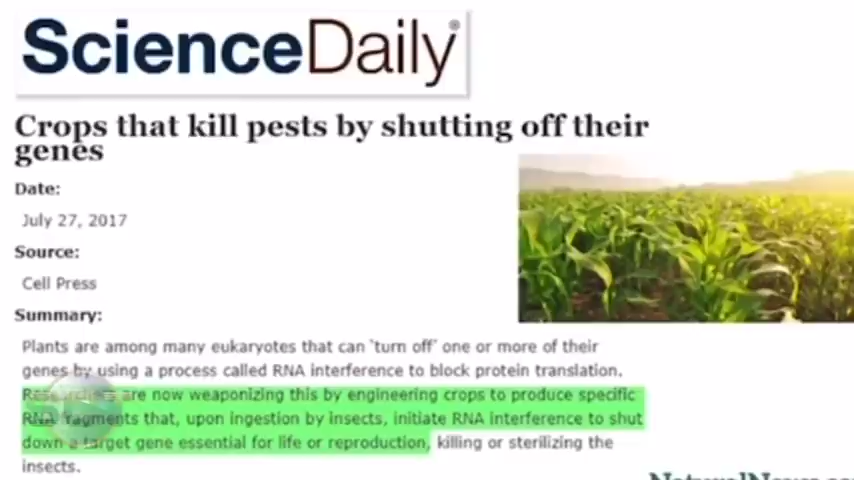 ScienceDaily®
Crops that kill pests by shutting off their
genes
Date:
July 27, 2017
Source:
Cell Press
Summary:
Plants are among many eukaryotes that can 'turn off' one or more of their
genes by using a process called RNA interference to block protein translation.
Researchers are now weaponizing this by engineering crops to produce specific
RNA fragments that, upon ingestion by insects, initiate RNA interference to shut
down a target gene essential for life or reproduction, killing or sterilizing the
insects.